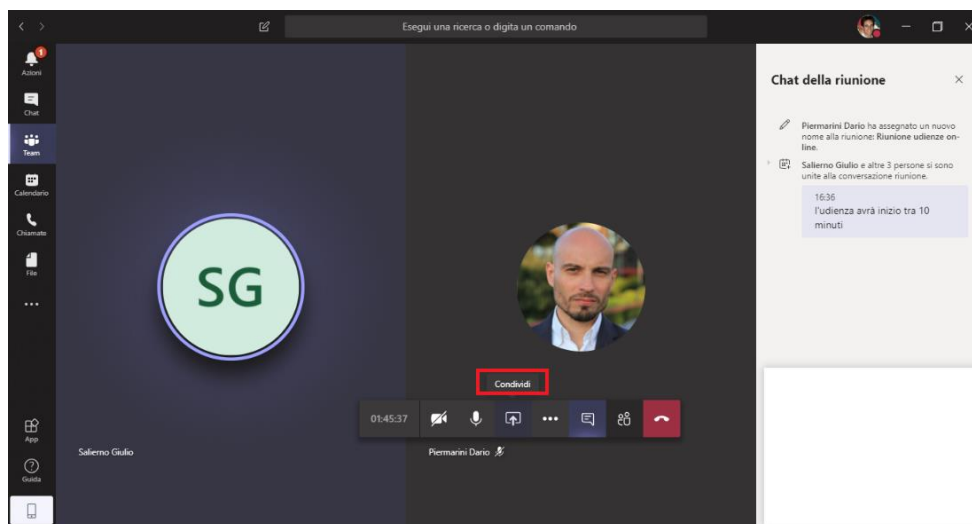 Esegui una ricerca o digita un comando
1
Azioni
Chat
Team
Calendario
Chiamate
File
App
Guida
SG
Salierno Giulio
Condividi
01:45:37
Piermarini Dario
Chat della riunione
Piermarini Dario ha assegnato un nuovo
nome alla riunione: Riunione udienze on-
line.
Salierno Giulio e altre 3 persone si sono
unite alla conversazione riunione.
16:36
l'udienza avrà inizio tra 10
minuti